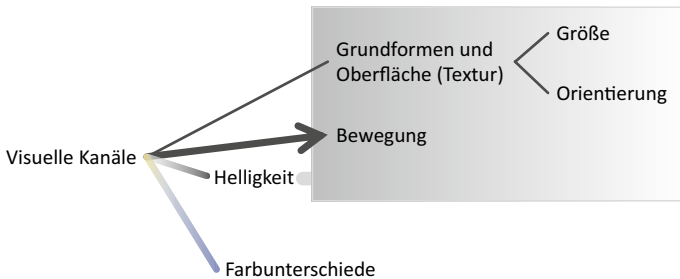 Größe
Grundformen und
Oberfläche (Textur)
Orientierung
Bewegung
Visuelle Kanäle
Helligkeit
Farbunterschiede